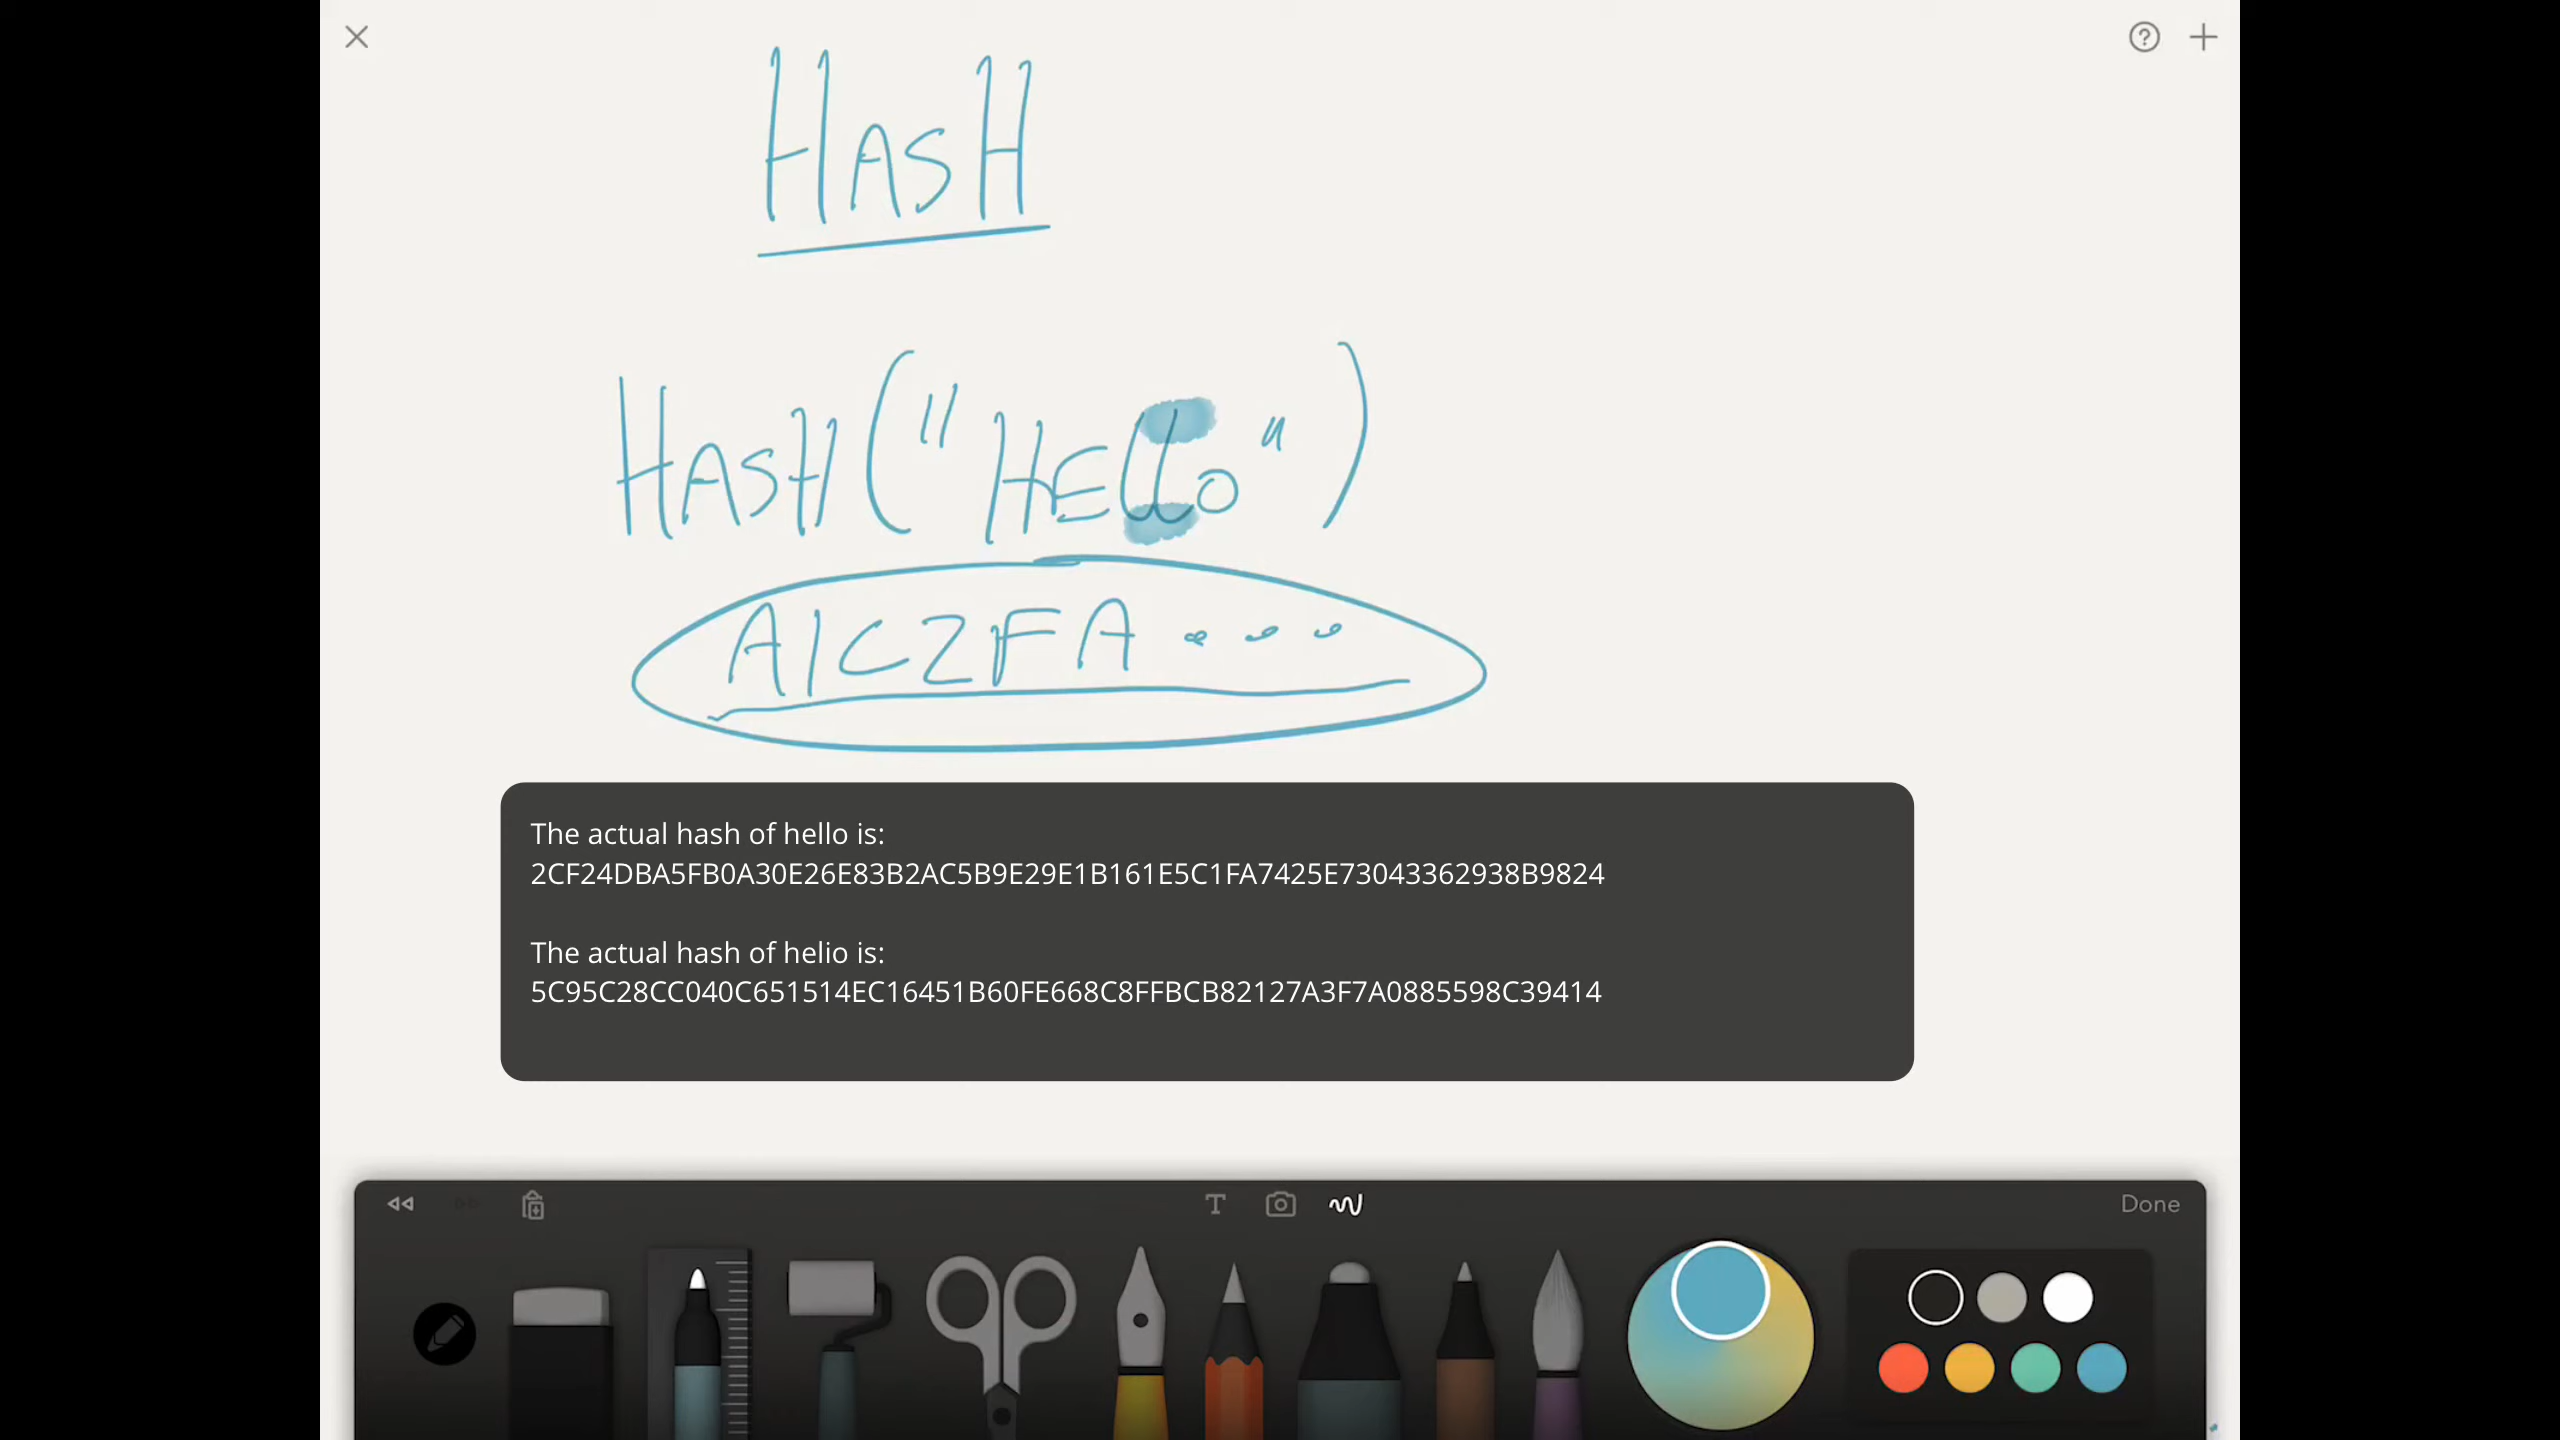 HASH
HASH("HEllO")
A1C2FA...
The actual hash of hello is:
2CF24DBA5FB0A30E26E83B2AC5B9E29E1B161E5C1FA7425E73043362938B9824
The actual hash of helio is:
5C95C28CC040C651514EC16451B60FE668C8FFBCB82127A3F7A0885598C39414
T
Done